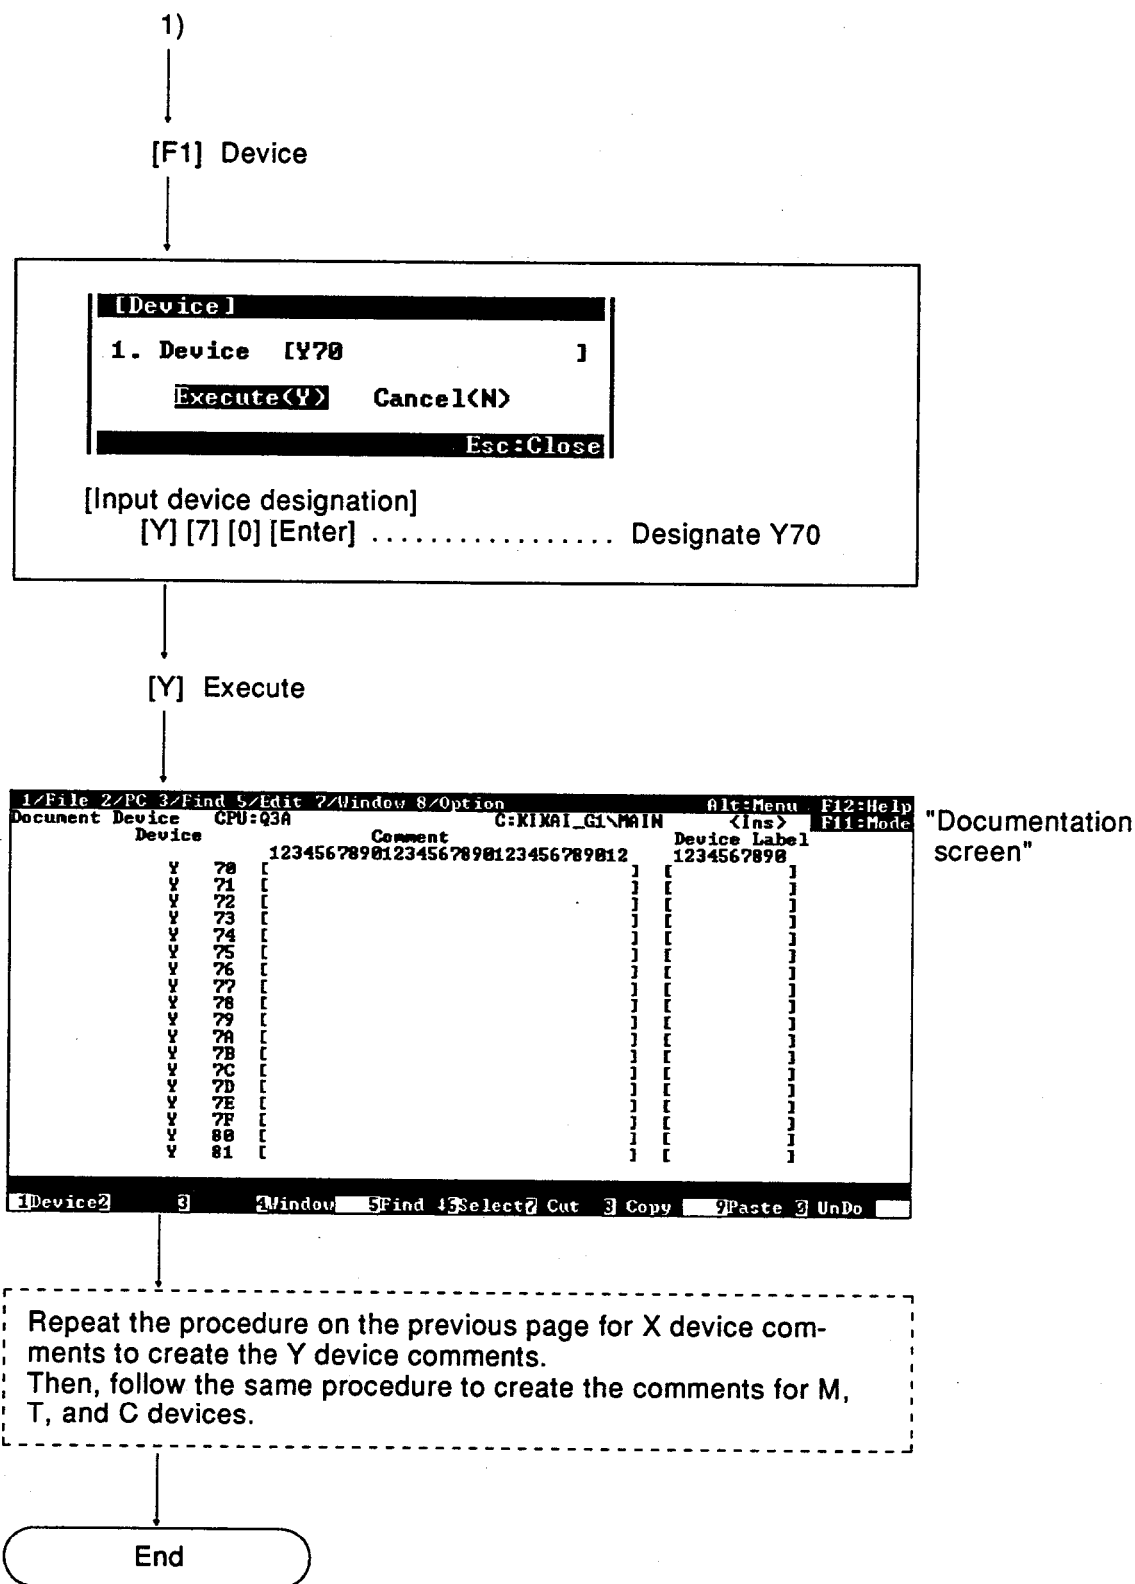 1)
[F1] Device
[Device]
1. Device [Y70 ]
Execute(Y) Cancel(N)
Esc:Close
[Input device designation]
[Y] [7] [0] [Enter] ................. Designate Y70
[Y] Execute
1/File 2/PC 3/Find 5/Edit 7/Window 8/Option Alt:Menu F12:Help
Document Device CPU:Q3A C:KIKAI_G1\MAIN <Ins> F11:Mode
"Documentation
screen"
Device Comment Device Label
12345678901234567890123456789012 1234567890
Y 70 [ ] [ ]
Y 71 [ ] [ ]
Y 72 [ ] [ ]
Y 73 [ ] [ ]
Y 74 [ ] [ ]
Y 75 [ ] [ ]
Y 76 [ ] [ ]
Y 77 [ ] [ ]
Y 78 [ ] [ ]
Y 79 [ ] [ ]
Y 7A [ ] [ ]
Y 7B [ ] [ ]
Y 7C [ ] [ ]
Y 7D [ ] [ ]
Y 7E [ ] [ ]
Y 7F [ ] [ ]
Y 80 [ ] [ ]
Y 81 [ ] [ ]
1Device2 3 4Window 5Find ↓ Select Cut Copy 9Paste UnDo
Repeat the procedure on the previous page for X device com-
ments to create the Y device comments.
Then, follow the same procedure to create the comments for M,
T, and C devices.
End